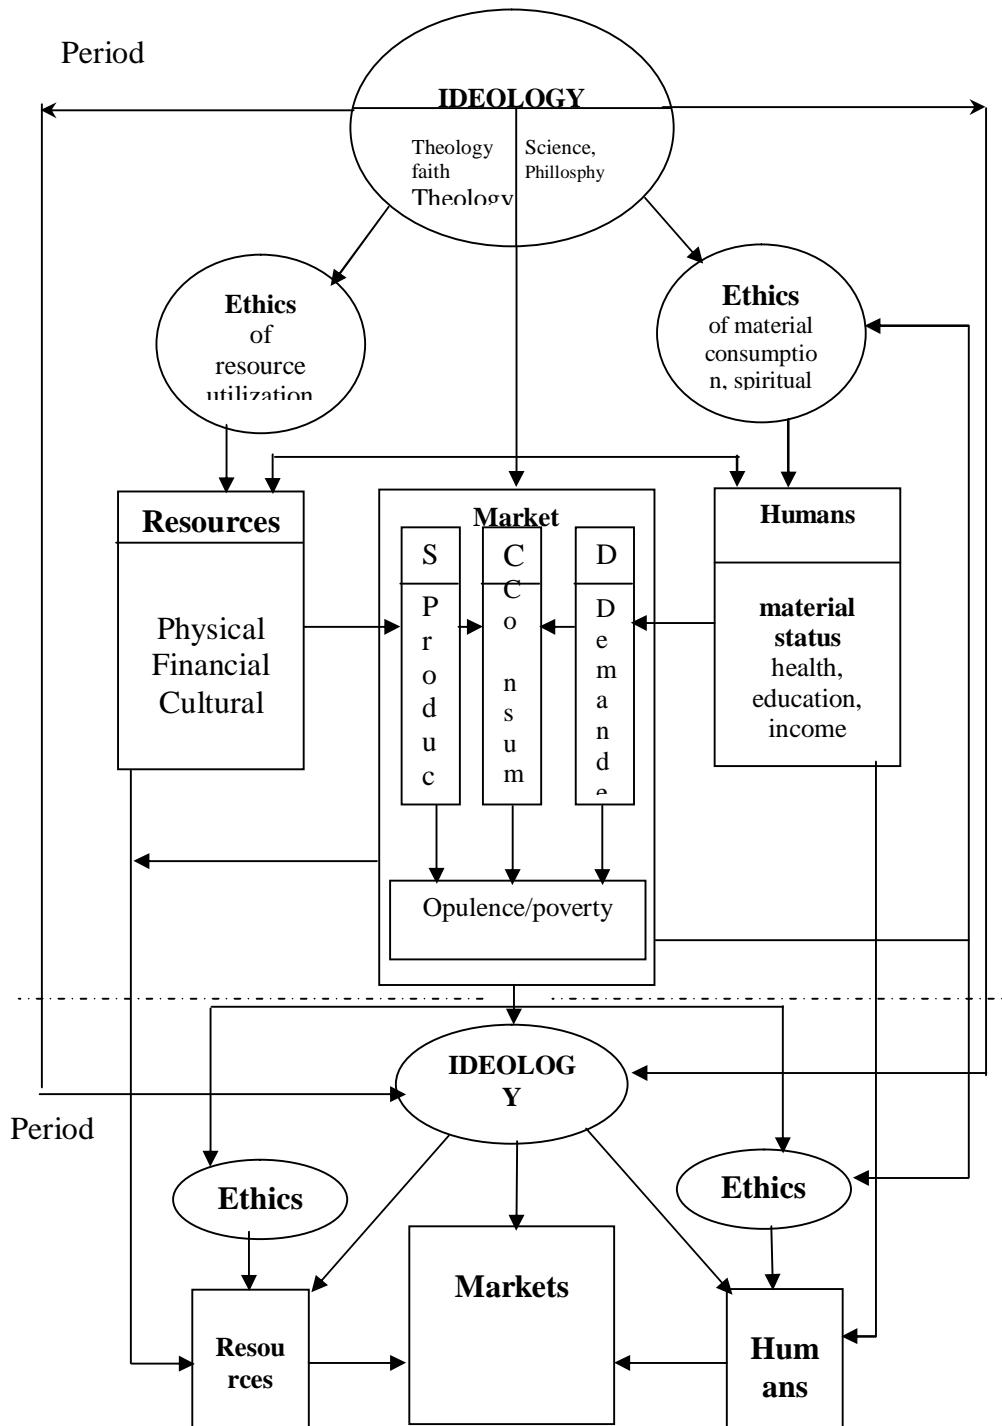 Period
IDEOLOGY
Theology
faith
Theology
Science,
Phillosphy
Ethics
of
resource
utilization
Ethics
of material
consumptio
n, spiritual
Resources
Physical
Financial
Cultural
Market
S
P
r
o
d
u
c
C
C
o
n
s
u
m
D
D
e
m
a
n
d
e
Humans
material
status
health,
education,
income
Opulence/poverty
IDEOLOG
Y
Period
Ethics
Ethics
Markets
Resou
rces
Hum
ans